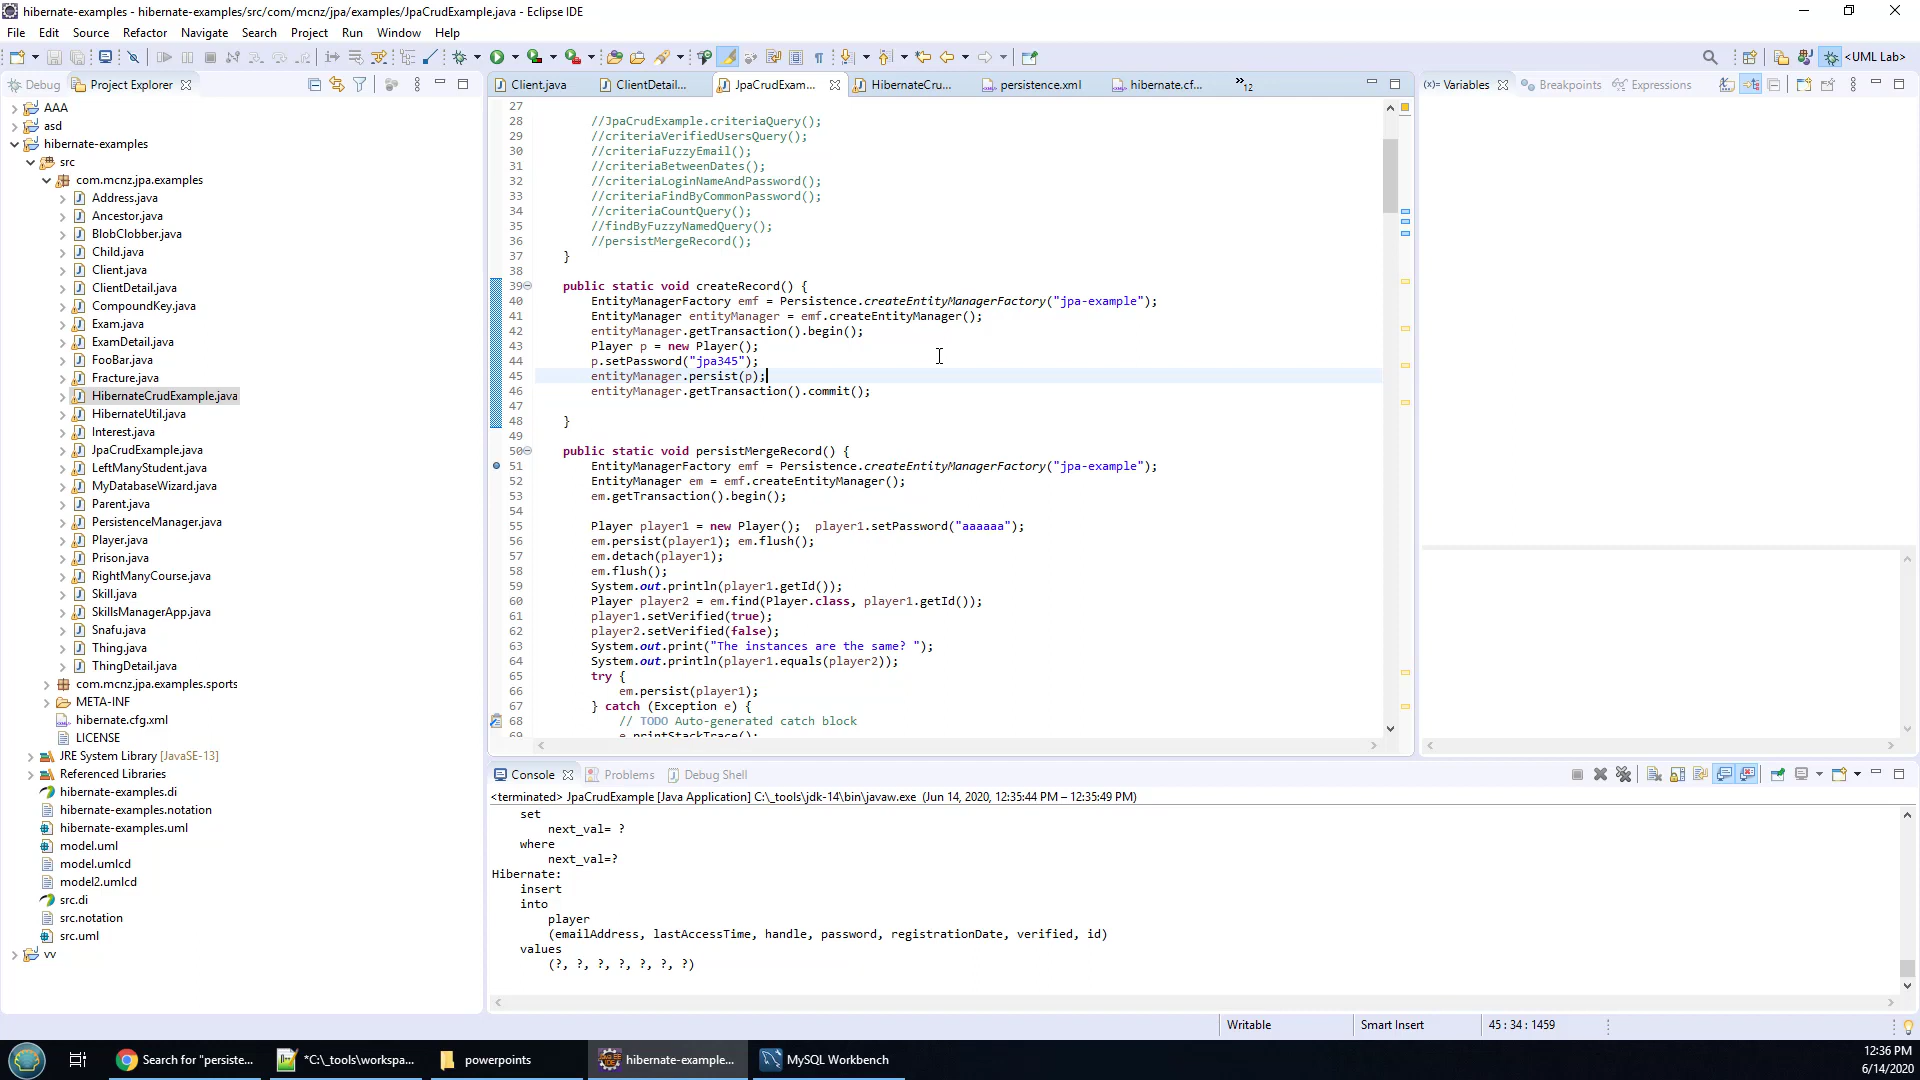 hibernate-examples - hibernate-examples/src/com/mcnz/jpa/examples/JpaCrudExample.java - Eclipse IDE
File Edit Source Refactor Navigate Search Project Run Window Help
<UML Lab>
Debug Project Explorer
AAA
asd
hibernate-examples
src
com.mcnz.jpa.examples
Address.java
Ancestor.java
BlobClobber.java
Child.java
Client.java
ClientDetail.java
CompoundKey.java
Exam.java
ExamDetail.java
FooBar.java
Fracture.java
HibernateCrudExample.java
HibernateUtil.java
Interest.java
JpaCrudExample.java
LeftManyStudent.java
MyDatabaseWizard.java
Parent.java
PersistenceManager.java
Player.java
Prison.java
RightManyCourse.java
Skill.java
SkillsManagerApp.java
Snafu.java
Thing.java
ThingDetail.java
com.mcnz.jpa.examples.sports
META-INF
hibernate.cfg.xml
LICENSE
JRE System Library [JavaSE-13]
Referenced Libraries
hibernate-examples.di
hibernate-examples.notation
hibernate-examples.uml
model.uml
model.umlcd
model2.umlcd
src.di
src.notation
src.uml
vv
Client.java ClientDetail... JpaCrudExam... HibernateCru... persistence.xml hibernate.cf... »12
27
28 //JpaCrudExample.criteriaQuery();
29 //criteriaVerifiedUsersQuery();
30 //criteriaFuzzyEmail();
31 //criteriaBetweenDates();
32 //criteriaLoginNameAndPassword();
33 //criteriaFindByCommonPassword();
34 //criteriaCountQuery();
35 //findByFuzzyNamedQuery();
36 //persistMergeRecord();
37 }
38
39 public static void createRecord() {
40 EntityManagerFactory emf = Persistence.createEntityManagerFactory("jpa-example");
41 EntityManager entityManager = emf.createEntityManager();
42 entityManager.getTransaction().begin();
43 Player p = new Player();
44 p.setPassword("jpa345");
45 entityManager.persist(p);
46 entityManager.getTransaction().commit();
47
48 }
49
50 public static void persistMergeRecord() {
51 EntityManagerFactory emf = Persistence.createEntityManagerFactory("jpa-example");
52 EntityManager em = emf.createEntityManager();
53 em.getTransaction().begin();
54
55 Player player1 = new Player(); player1.setPassword("aaaaaa");
56 em.persist(player1); em.flush();
57 em.detach(player1);
58 em.flush();
59 System.out.println(player1.getId());
60 Player player2 = em.find(Player.class, player1.getId());
61 player1.setVerified(true);
62 player2.setVerified(false);
63 System.out.print("The instances are the same? ");
64 System.out.println(player1.equals(player2));
65 try {
66 em.persist(player1);
67 } catch (Exception e) {
68 // TODO Auto-generated catch block
69 e.printStackTrace();
Variables Breakpoints Expressions
Console Problems Debug Shell
<terminated> JpaCrudExample [Java Application] C:\_tools\jdk-14\bin\javaw.exe (Jun 14, 2020, 12:35:44 PM – 12:35:49 PM)
set
next_val= ?
where
next_val=?
Hibernate:
insert
into
player
(emailAddress, lastAccessTime, handle, password, registrationDate, verified, id)
values
(?, ?, ?, ?, ?, ?, ?)
Writable Smart Insert 45 : 34 : 1459
Search for "persiste... *C:\_tools\workspa... powerpoints hibernate-example... MySQL Workbench
12:36 PM
6/14/2020